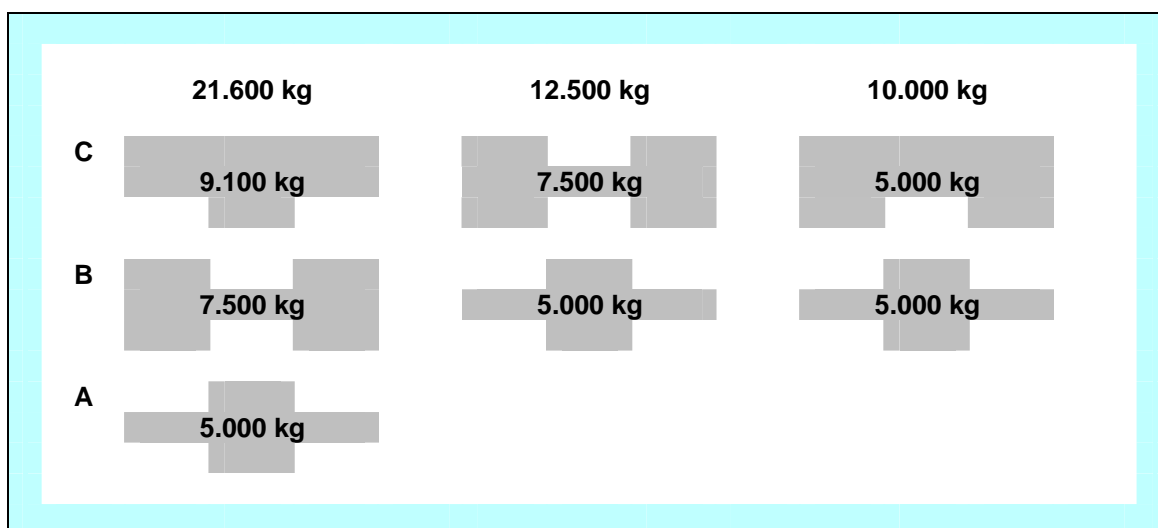 21.600 kg 12.500 kg 10.000 kg
C 9.100 kg 7.500 kg 5.000 kg
B 7.500 kg 5.000 kg 5.000 kg
A 5.000 kg